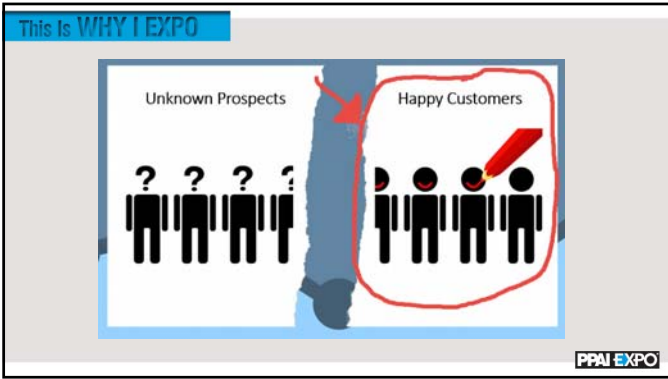 This Is WHY I EXPO
Unknown Prospects
Happy Customers
? ? ? ?
PPAI EXPO